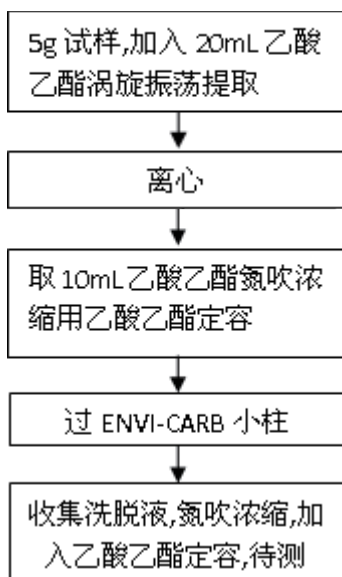 5g 试样,加入 20mL 乙酸
乙酯涡旋振荡提取
离心
取 10mL 乙酸乙酯氮吹浓
缩用乙酸乙酯定容
过 ENVI-CARB 小柱
收集洗脱液,氮吹浓缩,加
入乙酸乙酯定容,待测